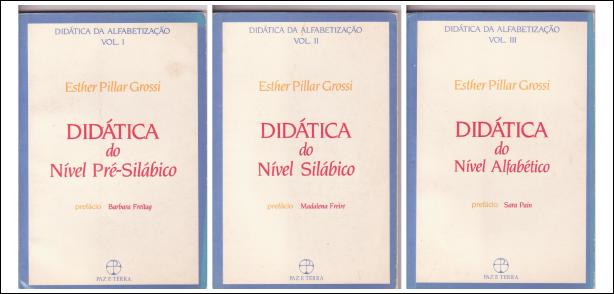 DIDÁTICA DA ALFABETIZAÇÃO
VOL. I
Esther Pillar Grossi
DIDÁTICA
do
Nível Pré-Silábico
prefácio Barbara Freitag
PAZ E TERRA
DIDÁTICA DA ALFABETIZAÇÃO
VOL. II
Esther Pillar Grossi
DIDÁTICA
do
Nível Silábico
prefácio Madalena Freire
PAZ E TERRA
DIDÁTICA DA ALFABETIZAÇÃO
VOL. III
Esther Pillar Grossi
DIDÁTICA
do
Nível Alfabético
prefácio Sara Pain
PAZ E TERRA